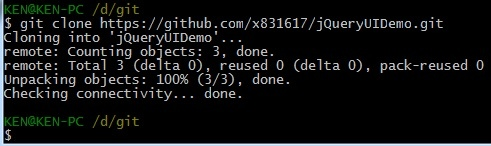 KEN@KEN-PC /d/git
$ git clone https://github.com/x831617/jQueryUIDemo.git
Cloning into 'jQueryUIDemo'...
remote: Counting objects: 3, done.
remote: Total 3 (delta 0), reused 0 (delta 0), pack-reused 0
Unpacking objects: 100% (3/3), done.
Checking connectivity... done.
KEN@KEN-PC /d/git
$